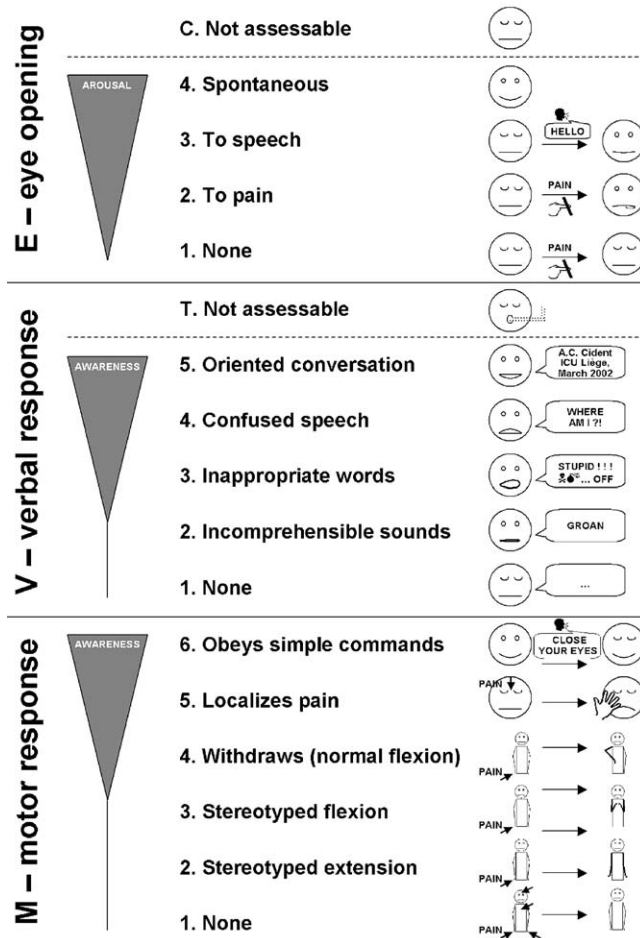 E – eye opening
C. Not assessable
AROUSAL
4. Spontaneous
3. To speech
HELLO
2. To pain
PAIN
1. None
PAIN
V – verbal response
T. Not assessable
AWARENESS
5. Oriented conversation
A.C. Cident
ICU Liège,
March 2002
4. Confused speech
WHERE
AM I ?!
3. Inappropriate words
STUPID ! ! !
... OFF
2. Incomprehensible sounds
GROAN
1. None
...
M – motor response
AWARENESS
6. Obeys simple commands
CLOSE
YOUR EYES
5. Localizes pain
PAIN
4. Withdraws (normal flexion)
PAIN
3. Stereotyped flexion
PAIN
2. Stereotyped extension
PAIN
1. None
PAIN